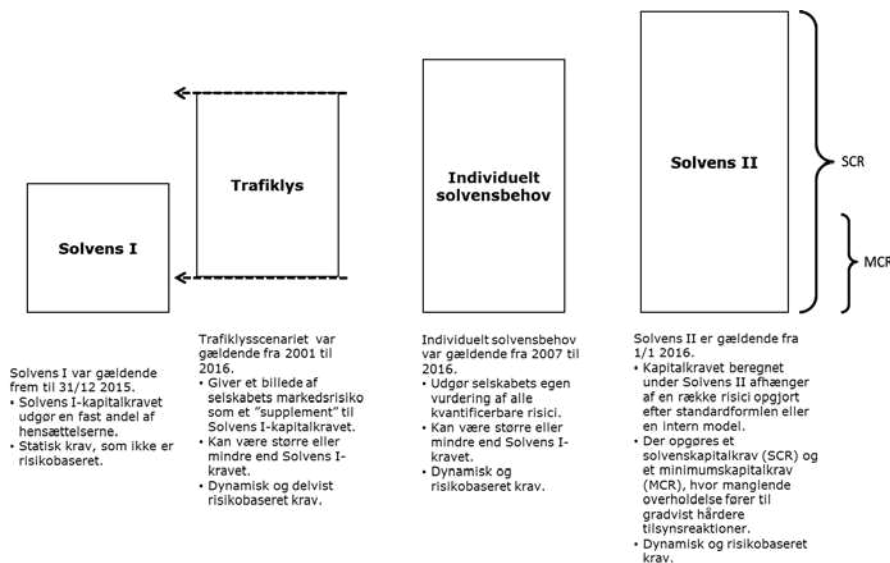 Solvens I
Trafiklys
Individuelt
solvensbehov
Solvens II
SCR
MCR
Solvens I var gældende
frem til 31/12 2015.
• Solvens I-kapitalkravet
udgør en fast andel af
hensættelserne.
• Statisk krav, som ikke er
risikobaseret.
Trafiklysscenariet var
gældende fra 2001 til
2016.
• Giver et billede af
selskabets markedsrisiko
som et ”supplement” til
Solvens I-kapitalkravet.
• Kan være større eller
mindre end Solvens I-
kravet.
• Dynamisk og delvist
risikobaseret krav.
Individuelt solvensbehov
var gældende fra 2007 til
2016.
• Udgør selskabets egen
vurdering af alle
kvantificerbare risici.
• Kan være større eller
mindre end Solvens I-
kravet.
• Dynamisk og
risikobaseret krav.
Solvens II er gældende fra
1/1 2016.
• Kapitalkravet beregnet
under Solvens II afhænger
af en række risici opgjort
efter standardformlen eller
en intern model.
• Der opgøres et
solvenskapitalkrav (SCR) og
et minimumskapitalkrav
(MCR), hvor manglende
overholdelse fører til
gradvist hårdere
tilsynsreaktioner.
• Dynamisk og risikobaseret
krav.